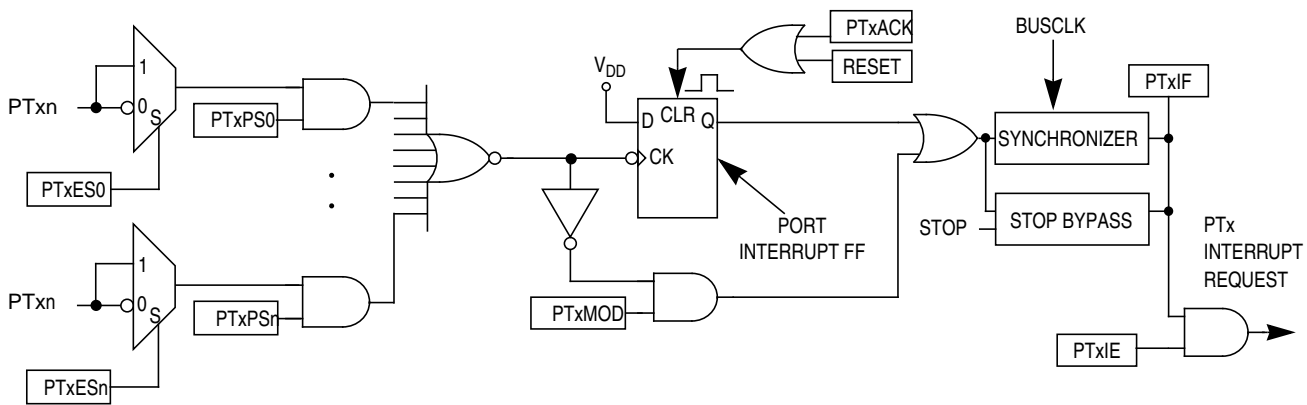 PTxn
1
0
S
PTxES0
PTxPS0
PTxn
1
0
S
PTxESn
PTxPSn
VDD
D
CLR
Q
CK
PTxACK
RESET
PORT
INTERRUPT FF
PTxMOD
BUSCLK
SYNCHRONIZER
STOP
STOP BYPASS
PTxIF
PTx
INTERRUPT
REQUEST
PTxIE